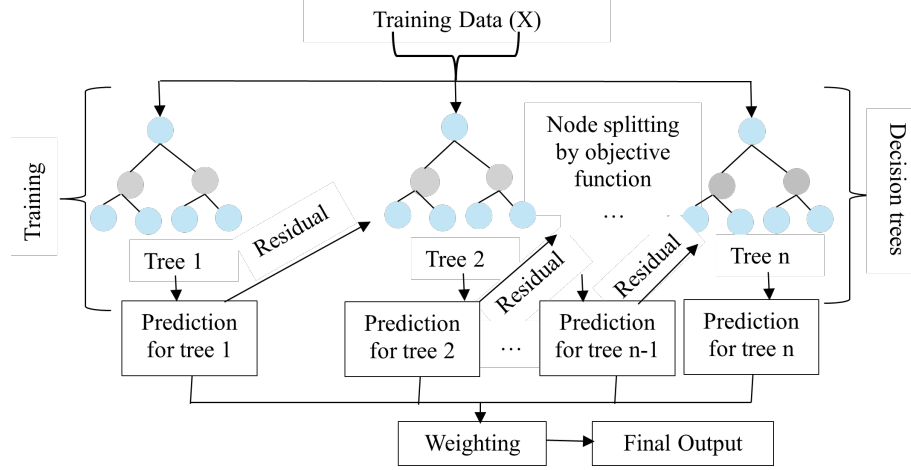 Training Data (X)
Training
Node splitting
by objective
function
...
Decision trees
Residual
Tree 1
Tree 2
Residual
Residual
Tree n
Prediction
for tree 1
Prediction
for tree 2
...
Prediction
for tree n-1
Prediction
for tree n
Weighting
Final Output